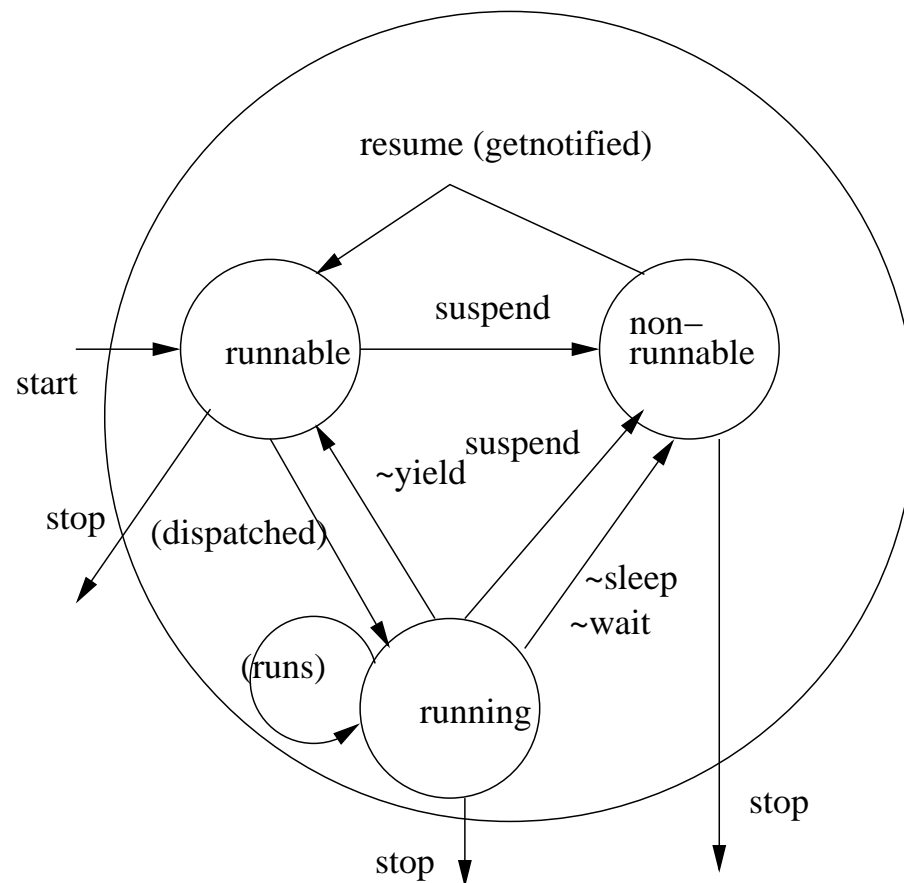 resume (getnotified)
suspend
non−
runnable
runnable
start
suspend
~yield
stop
(dispatched)
~sleep
~wait
(runs)
running
stop
stop